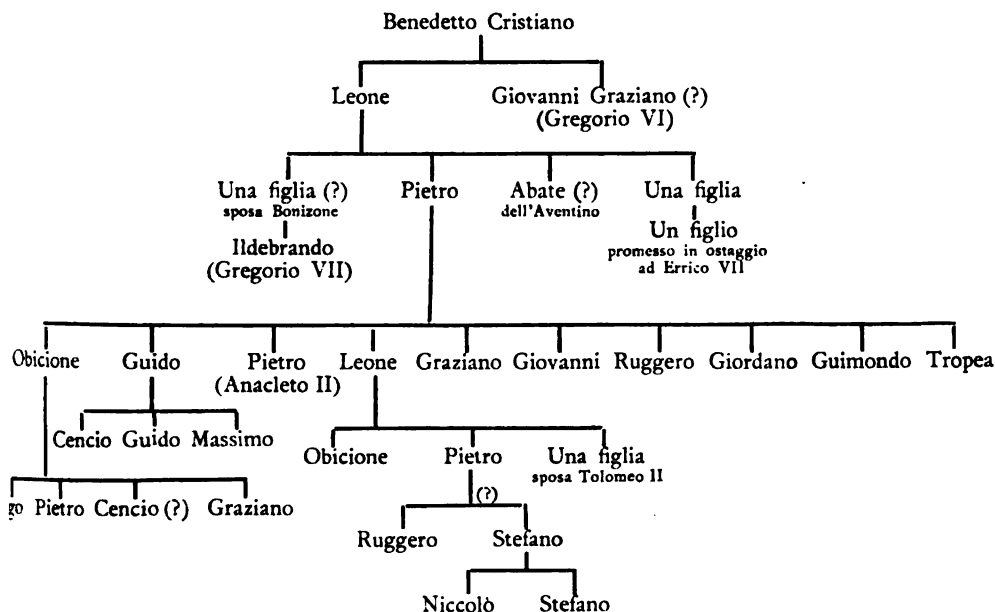 Benedetto Cristiano
Leone Giovanni Graziano (?)
(Gregorio VI)
Una figlia (?) Pietro Abate (?) Una figlia
sposa Bonizone dell'Aventino
Un figlio
Ildebrando promesso in ostaggio
(Gregorio VII) ad Errico VII
Obicione Guido Pietro Leone Graziano Giovanni Ruggero Giordano Guimondo Tropea
(Anacleto II)
Cencio Guido Massimo
Obicione Pietro Una figlia
sposa Tolomeo II
(?)
go Pietro Cencio (?) Graziano
Ruggero Stefano
Niccolò Stefano